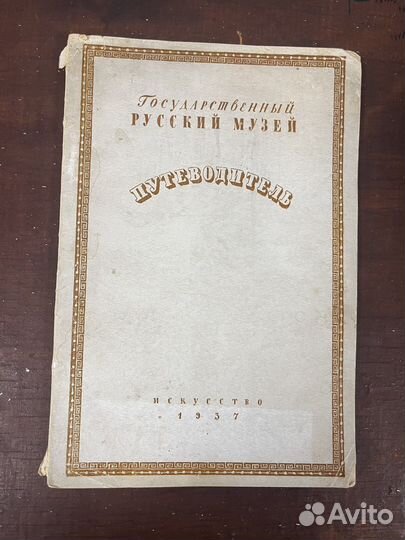 Государственный
РУССКИЙ МУЗЕЙ
ПУТЕВОДИТЕЛЬ
ИСКУССТВО
1937
Avito